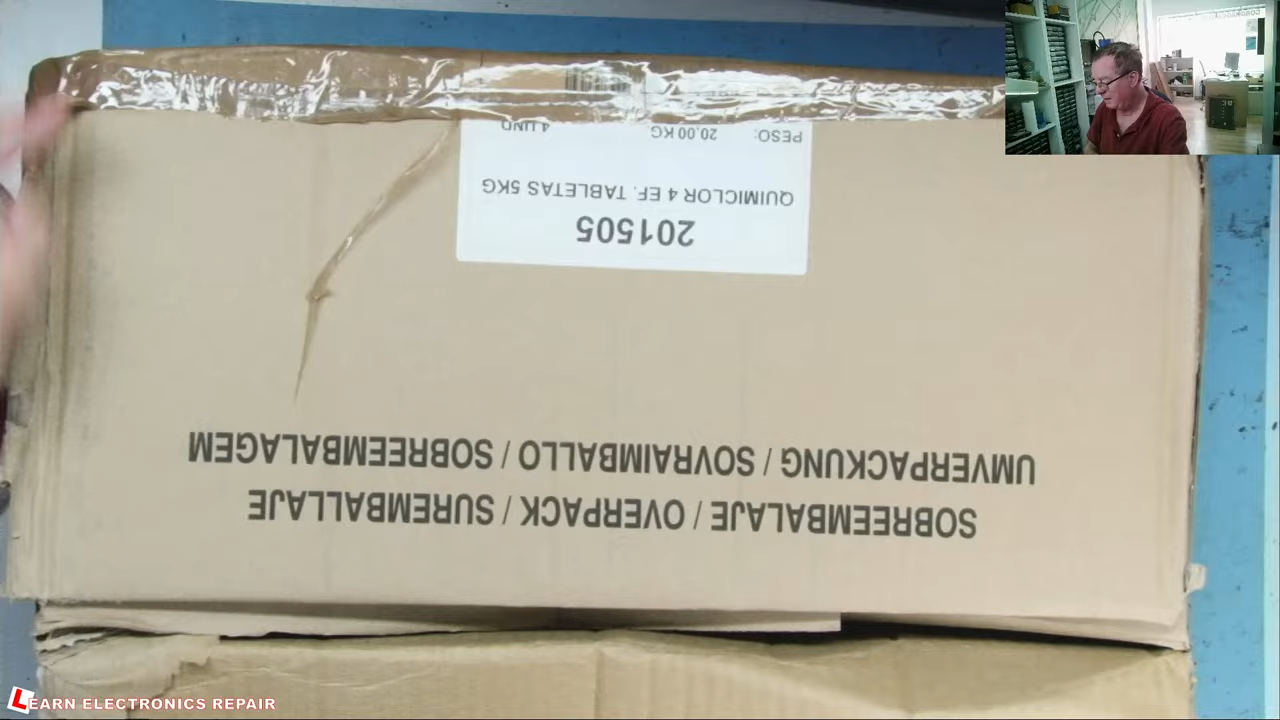 SOBREEMBALAJE / OVERPACK / SUREMBALLAJE
UMVERPACKUNG / SOVRAIMBALLO / SOBREEMBALAGEM
201505
QUIMICLOR 4 EF. TABLETAS 5KG
PESO: 20,00 KG 4 UND
LEARN ELECTRONICS REPAIR